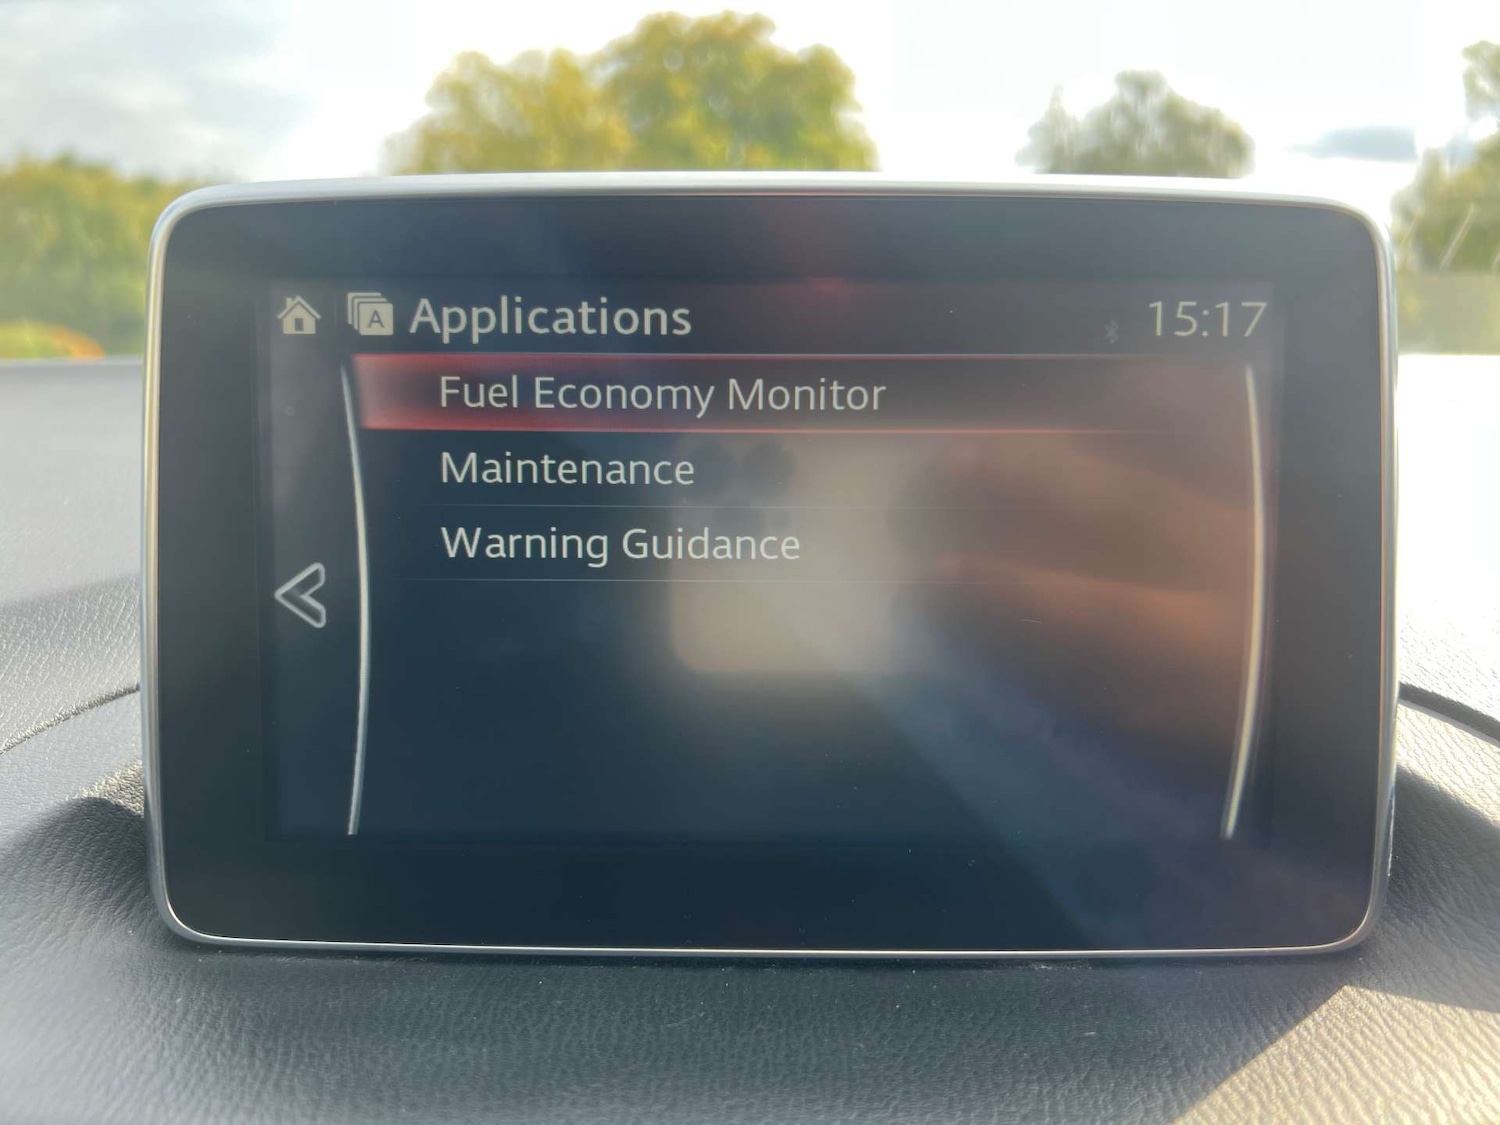 A Applications 15:17
Fuel Economy Monitor
Maintenance
Warning Guidance